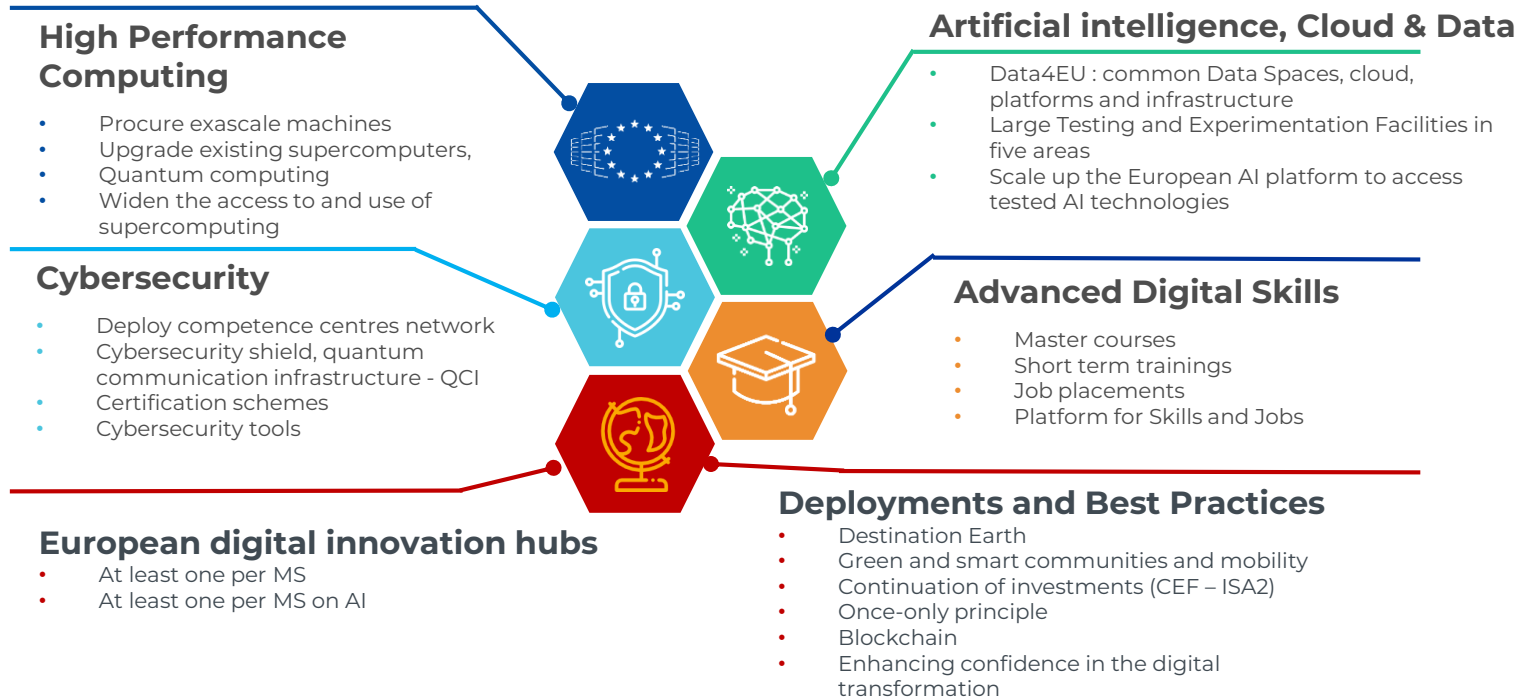 High Performance
Computing
• Procure exascale machines
• Upgrade existing supercomputers,
• Quantum computing
• Widen the access to and use of
supercomputing
Artificial intelligence, Cloud & Data
• Data4EU : common Data Spaces, cloud,
platforms and infrastructure
• Large Testing and Experimentation Facilities in
five areas
• Scale up the European AI platform to access
tested AI technologies
Cybersecurity
• Deploy competence centres network
• Cybersecurity shield, quantum
communication infrastructure - QCI
• Certification schemes
• Cybersecurity tools
Advanced Digital Skills
• Master courses
• Short term trainings
• Job placements
• Platform for Skills and Jobs
European digital innovation hubs
• At least one per MS
• At least one per MS on AI
Deployments and Best Practices
• Destination Earth
• Green and smart communities and mobility
• Continuation of investments (CEF – ISA2)
• Once-only principle
• Blockchain
• Enhancing confidence in the digital
transformation